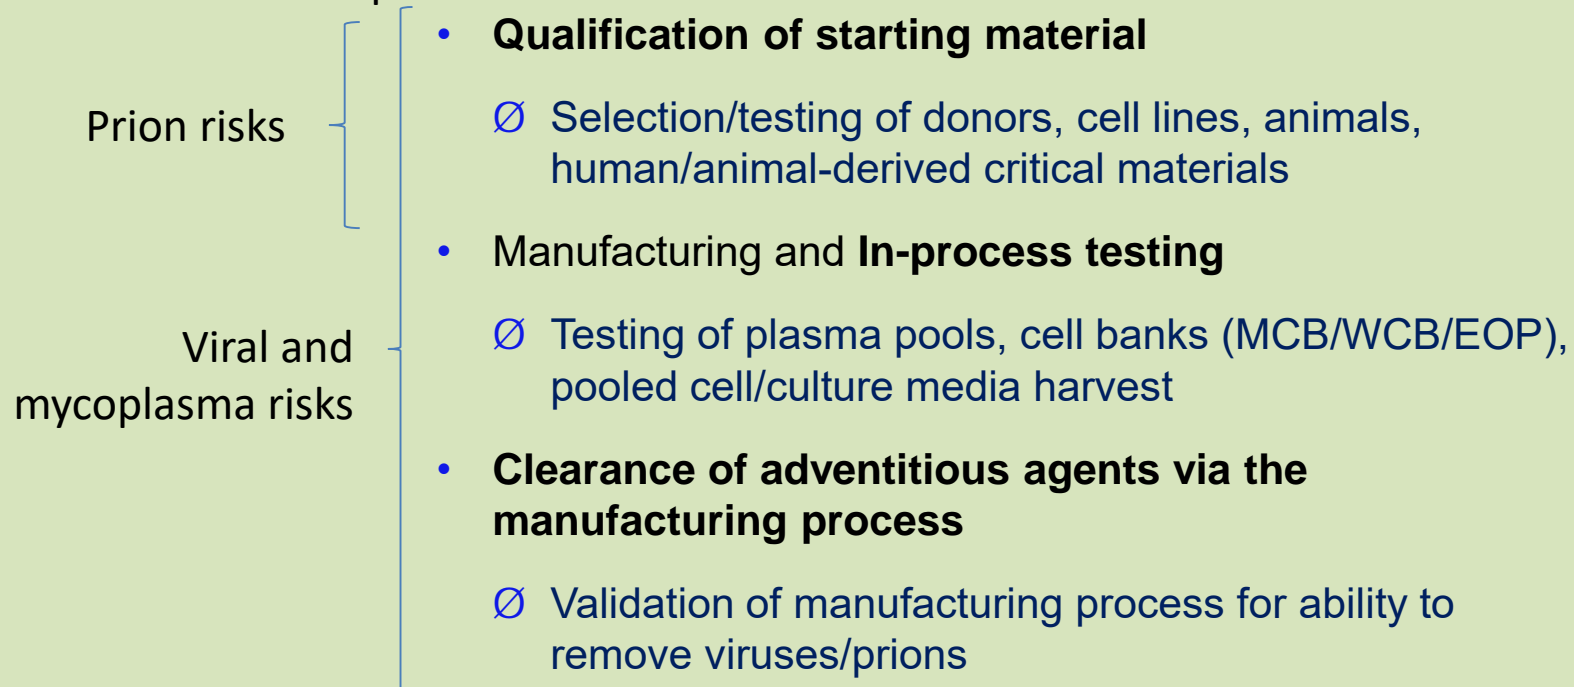 • Qualification of starting material
Prion risks
Ø Selection/testing of donors, cell lines, animals,
human/animal-derived critical materials
• Manufacturing and In-process testing
Viral and
mycoplasma risks
Ø Testing of plasma pools, cell banks (MCB/WCB/EOP),
pooled cell/culture media harvest
• Clearance of adventitious agents via the
manufacturing process
Ø Validation of manufacturing process for ability to
remove viruses/prions